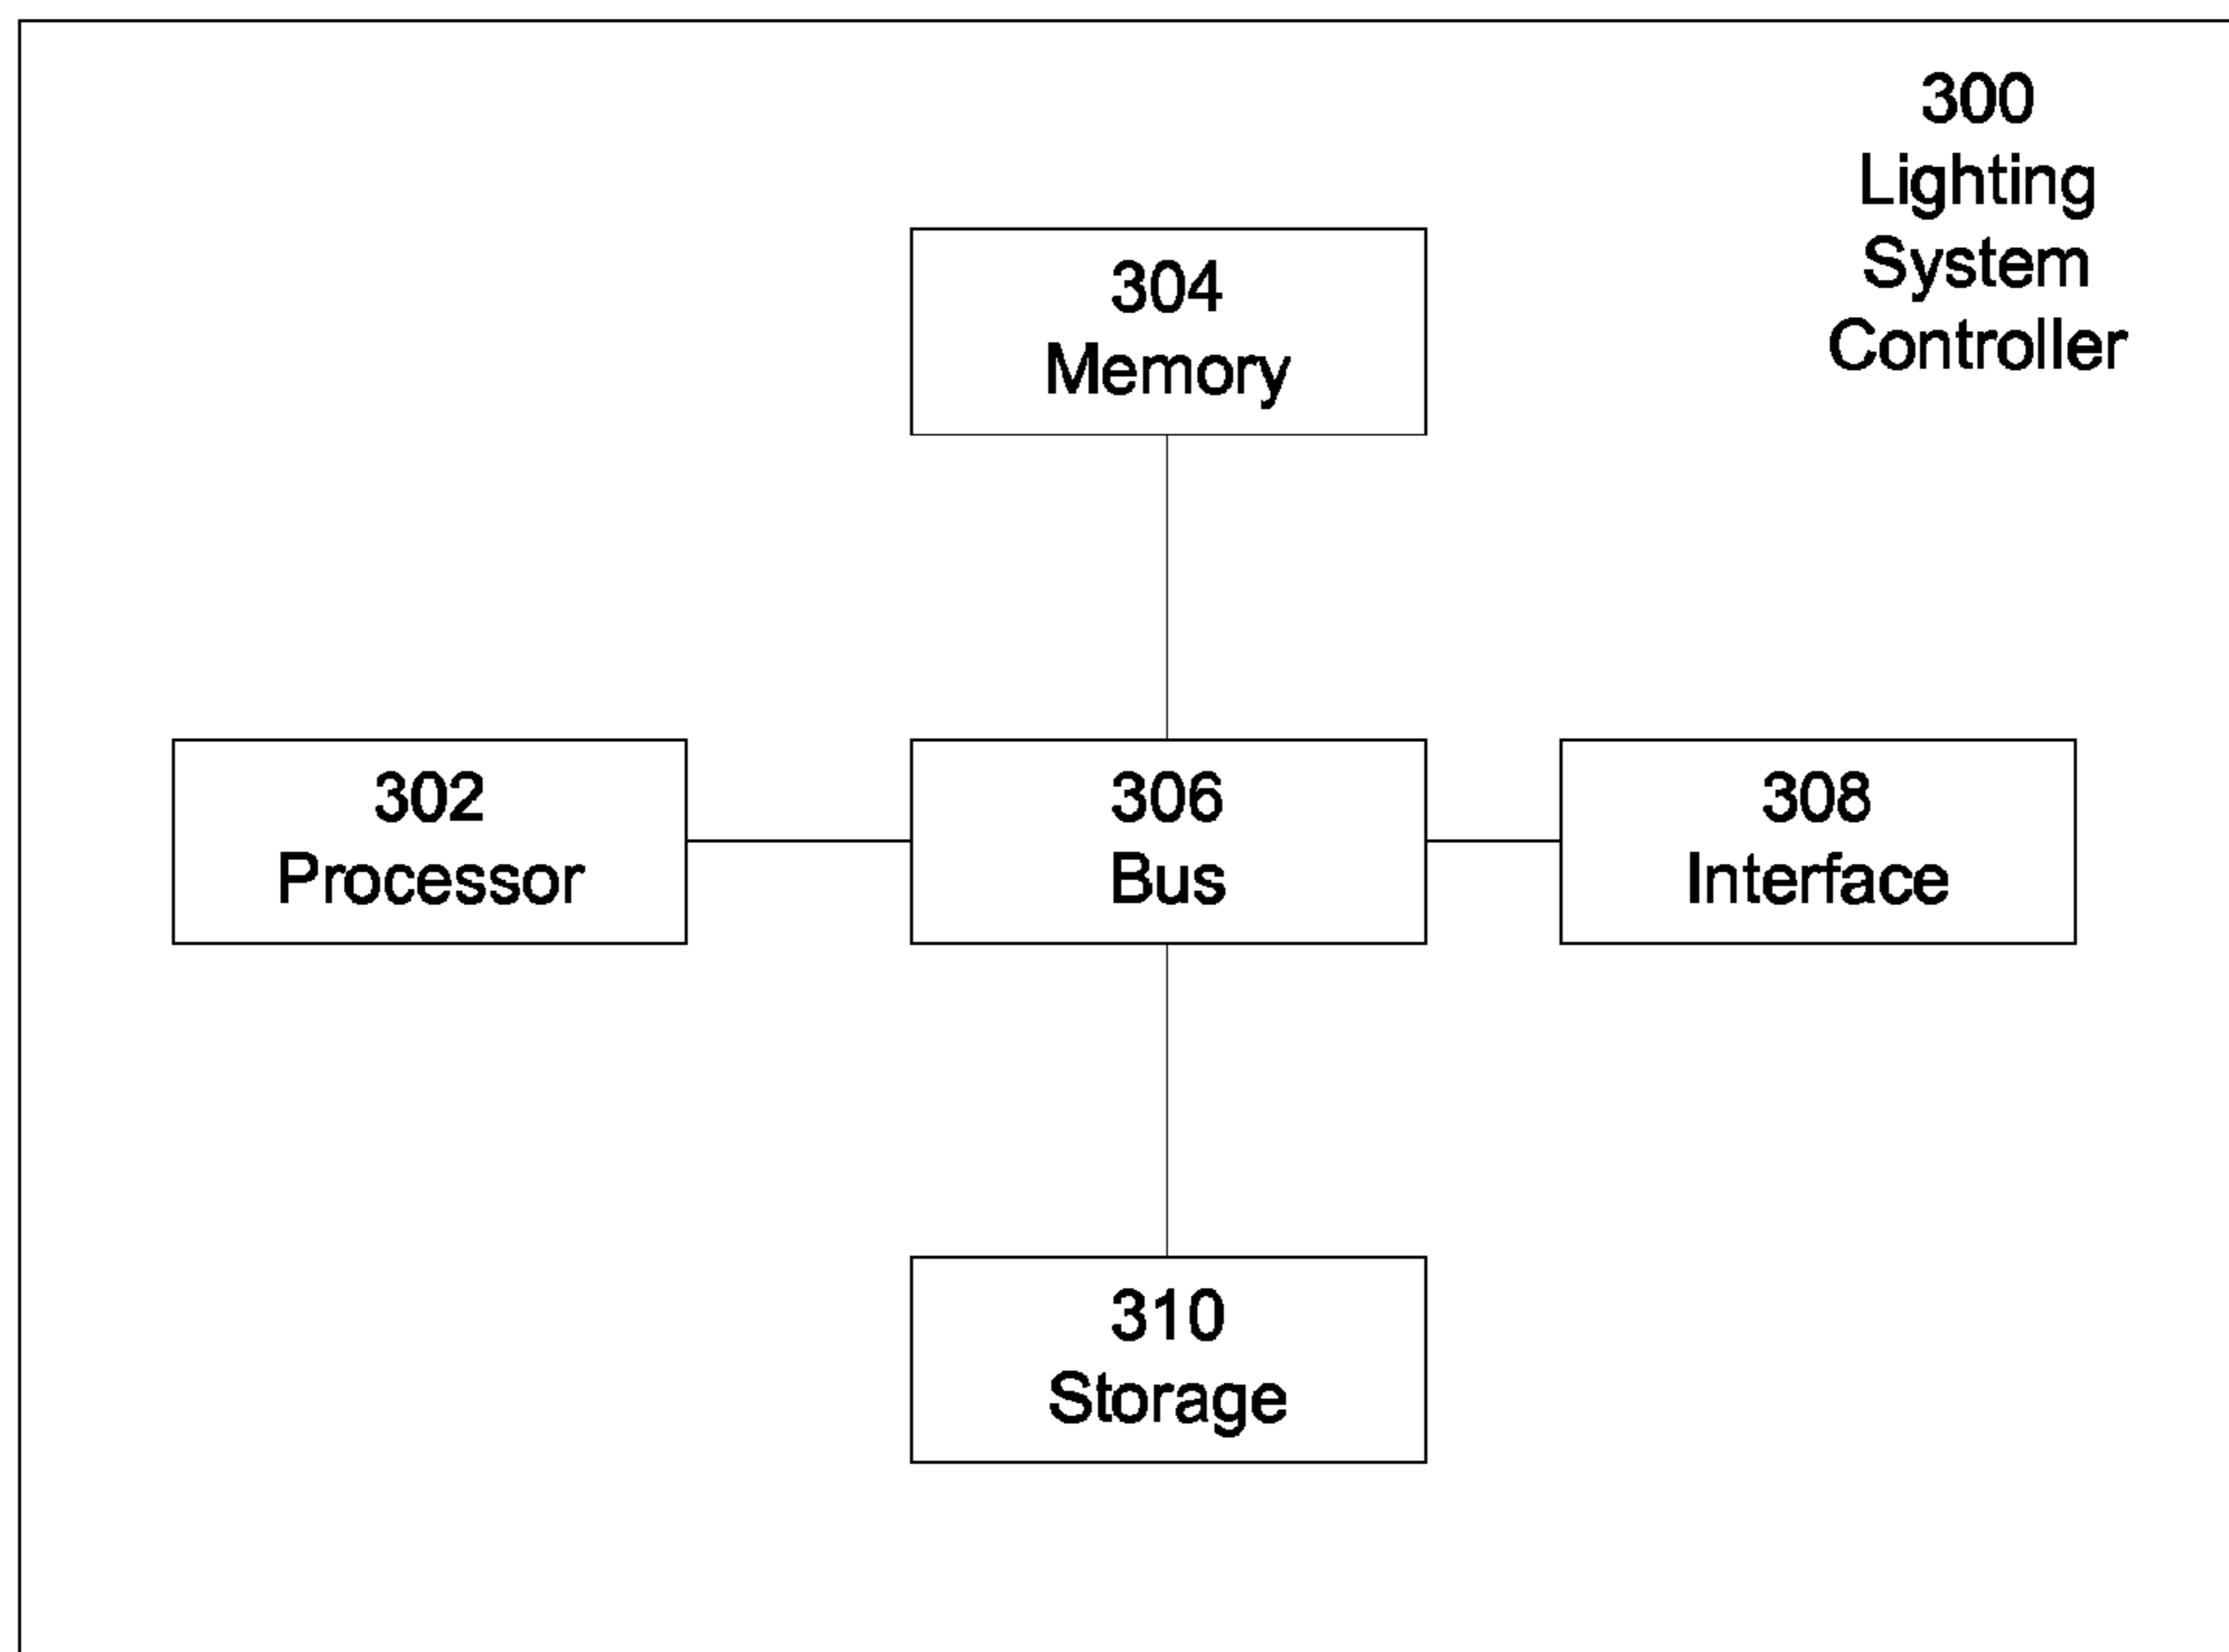 300
Lighting
System
Controller
304
Memory
302
Processor
306
Bus
308
Interface
310
Storage